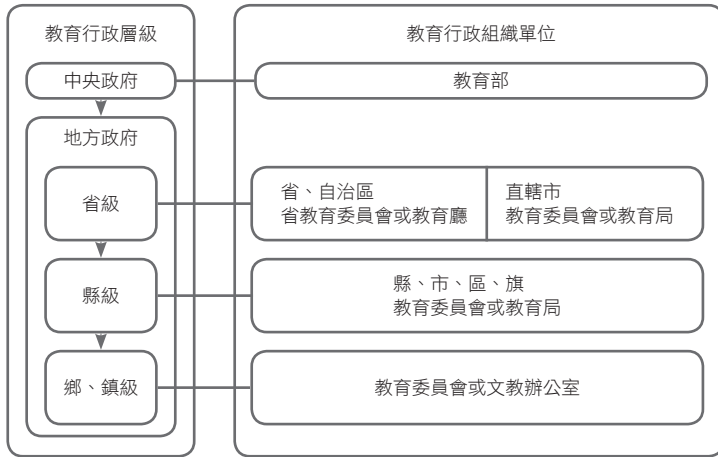 教育行政層級
教育行政組織單位
中央政府
教育部
地方政府
省級
省、自治區
省教育委員會或教育廳
直轄市
教育委員會或教育局
縣級
縣、市、區、旗
教育委員會或教育局
鄉、鎮級
教育委員會或文教辦公室